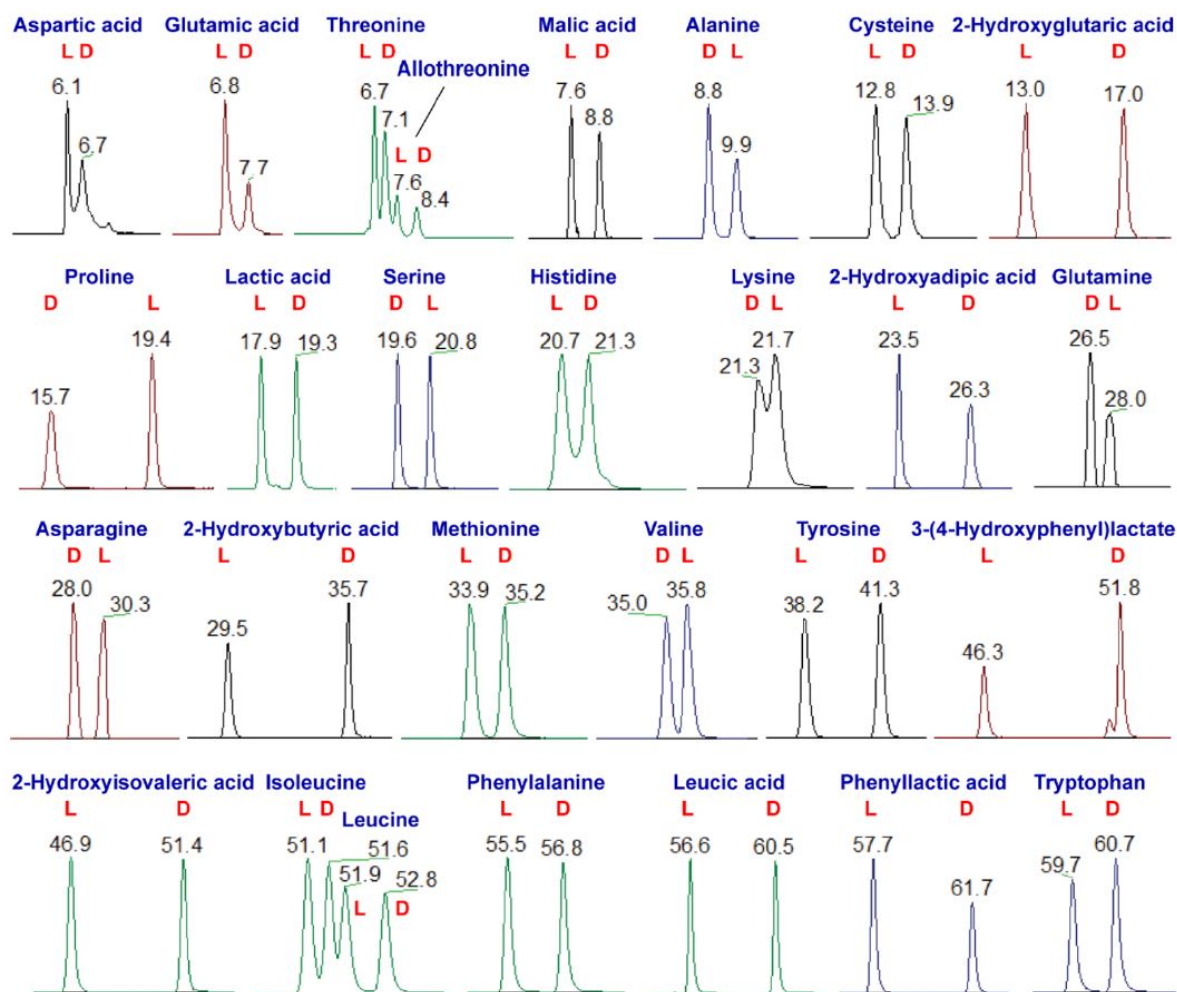 Aspartic acid Glutamic acid Threonine Malic acid Alanine Cysteine 2-Hydroxyglutaric acid
L D L D L D L D D L L D L D
Allothreonine
6.1 6.8 6.7 7.6 8.8 12.8 13.0 17.0
6.7 7.7 7.1 8.8 9.9 13.9
L D
7.6 8.4
Proline Lactic acid Serine Histidine Lysine 2-Hydroxyadipic acid Glutamine
D L L D D L L D D L L D D L
15.7 19.4 17.9 19.3 19.6 20.8 20.7 21.3 21.3 21.7 23.5 26.3 26.5 28.0
Asparagine 2-Hydroxybutyric acid Methionine Valine Tyrosine 3-(4-Hydroxyphenyl)lactate
D L L D L D D L L D L D
28.0 30.3 29.5 35.7 33.9 35.2 35.0 35.8 38.2 41.3 46.3 51.8
2-Hydroxyisovaleric acid Isoleucine Phenylalanine Leucic acid Phenyllactic acid Tryptophan
L D L D L D L D L D L D
Leucine
46.9 51.4 51.1 51.6 55.5 56.8 56.6 60.5 57.7 61.7 59.7 60.7
51.9 52.8
L D